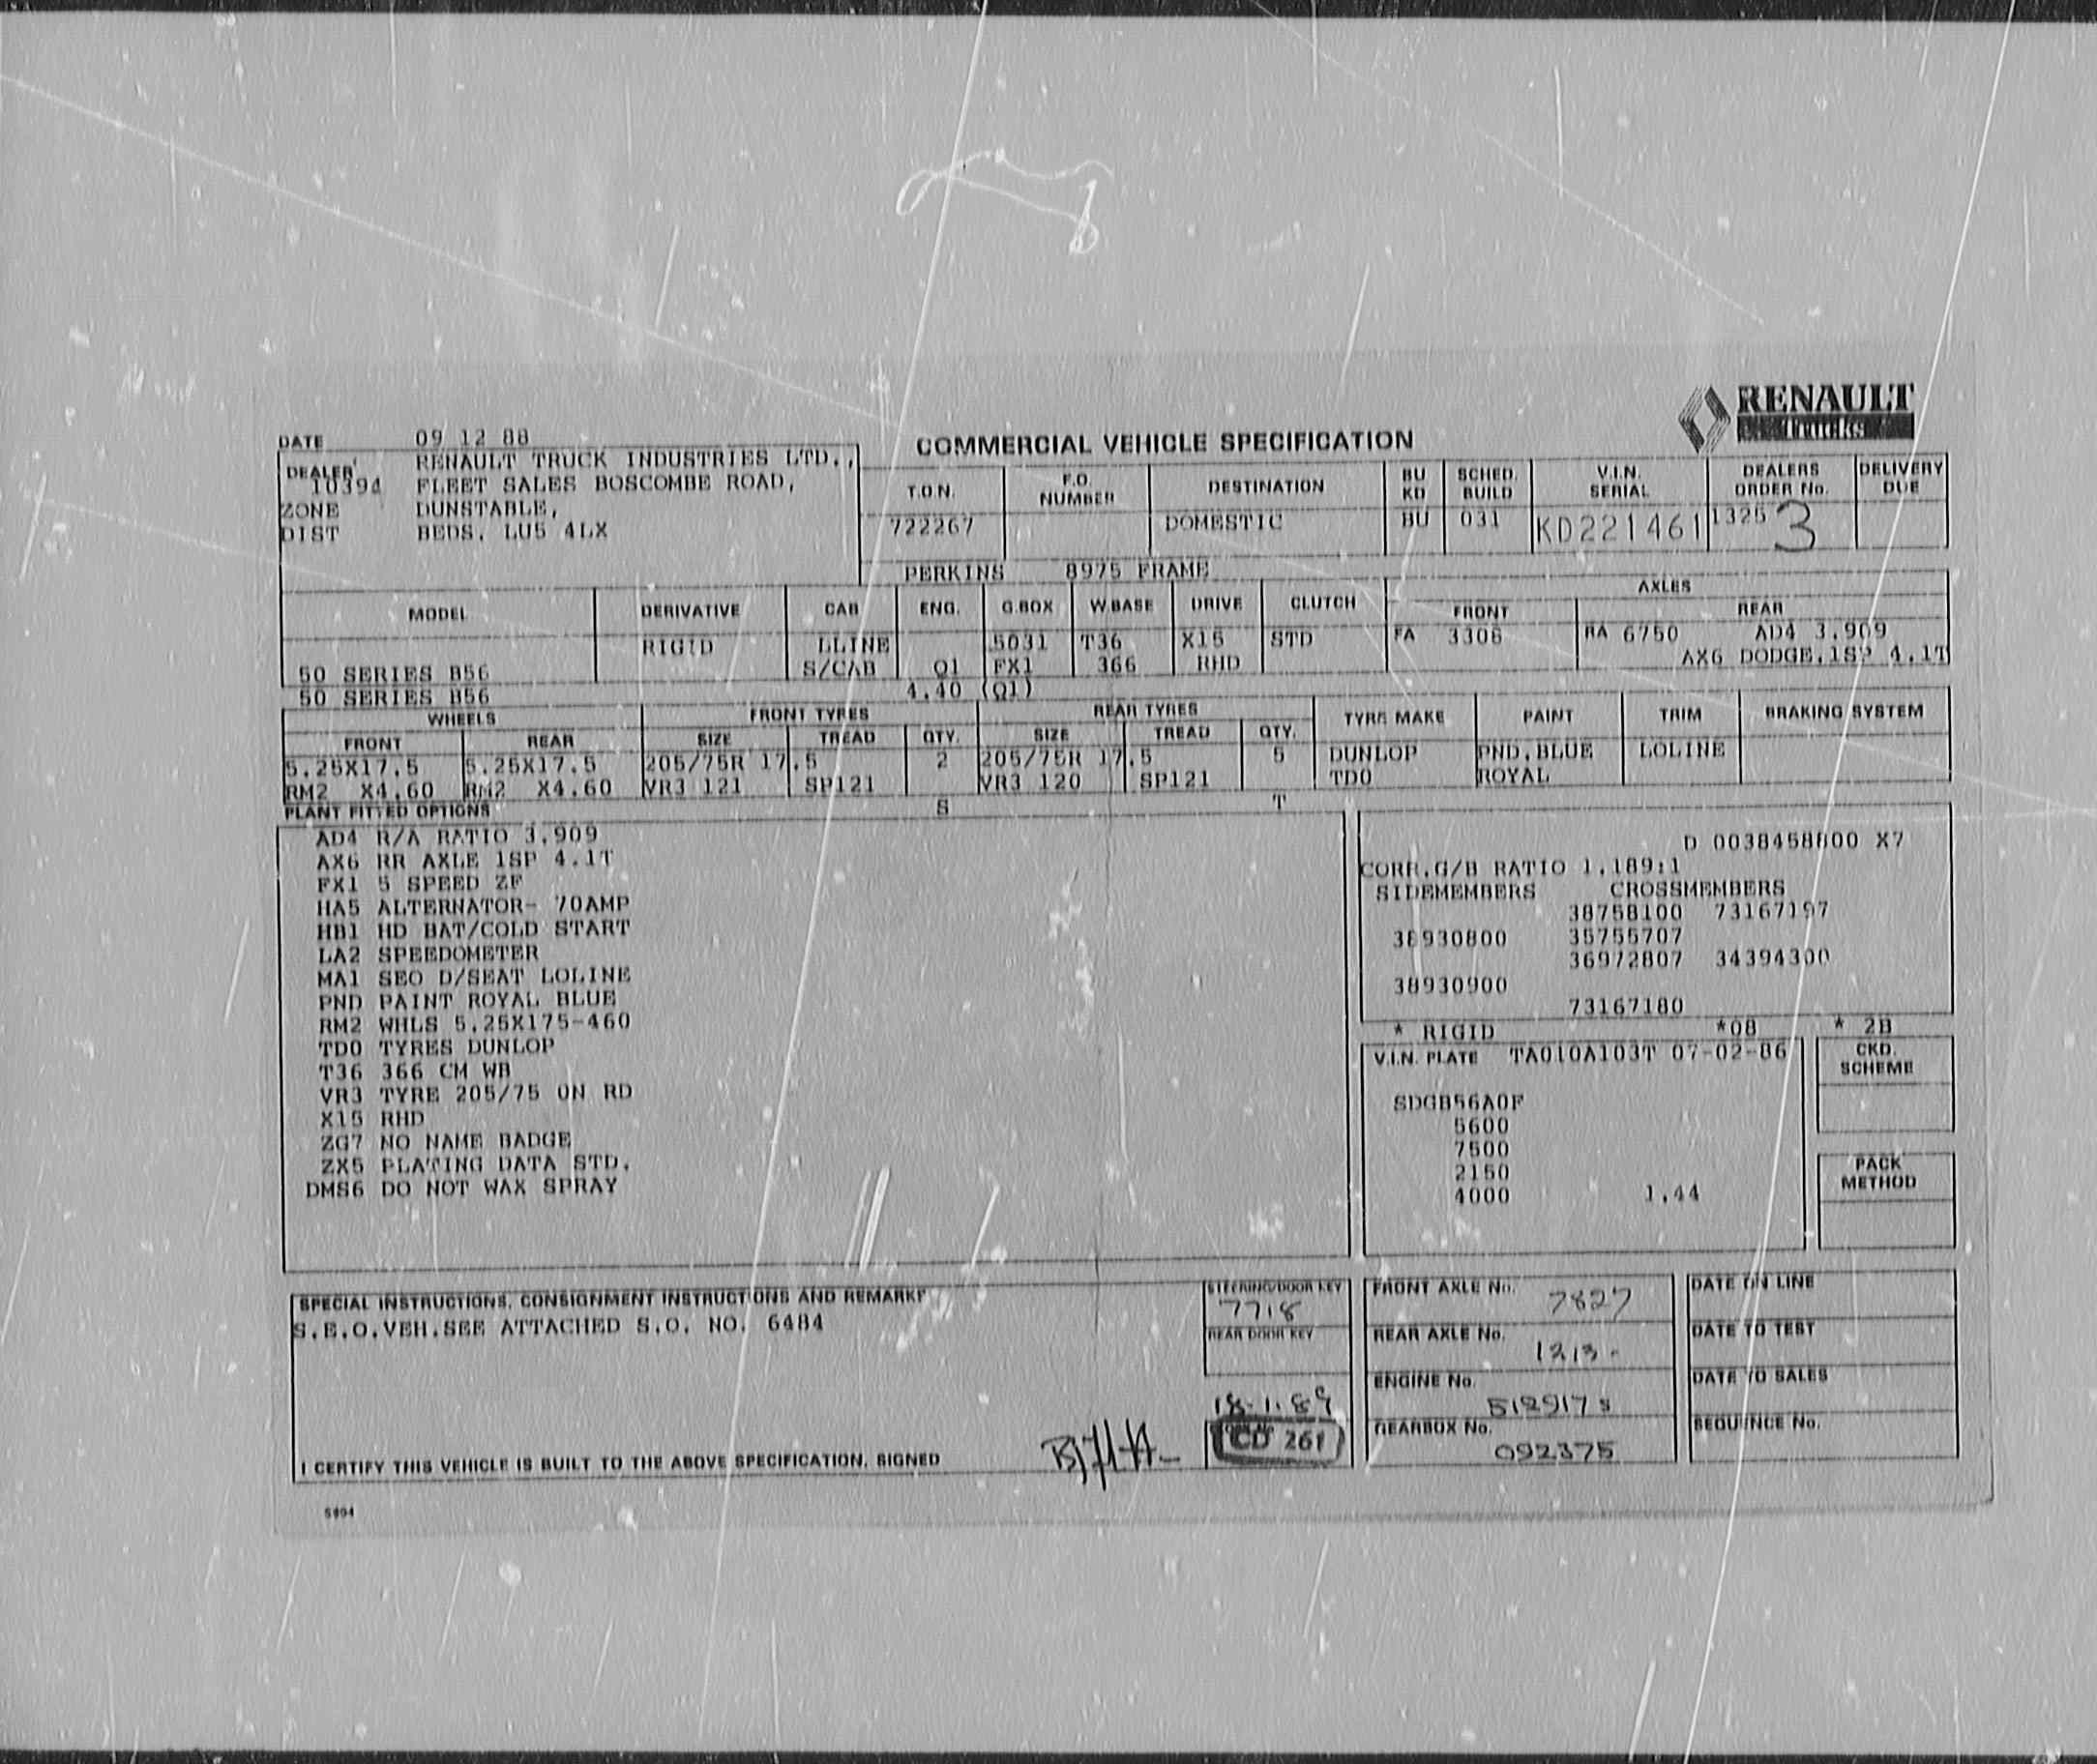 RENAULT
Trucks
DATE 09 12 88
COMMERCIAL VEHICLE SPECIFICATION
DEALER 10394 RENAULT TRUCK INDUSTRIES LTD.,
FLEET SALES BOSCOMBE ROAD,
ZONE DUNSTABLE,
DIST BEDS. LU5 4LX
T.O.N. F.O. NUMBER DESTINATION BU KD SCHED. BUILD V.I.N. SERIAL DEALERS ORDER No. DELIVERY DUE
722267 DOMESTIC BU 031 KD221461 1325 3
PERKINS 8975 FRAME
MODEL DERIVATIVE CAB ENG. G.BOX W.BASE DRIVE CLUTCH AXLES
FRONT REAR
RIGID LLINE 5031 T36 X15 STD FA 3306 RA 6750 AD4 3.909
50 SERIES B56 S/CAB Q1 FX1 366 RHD AX6 DODGE.1SP 4.1T
50 SERIES B56 4.40 (Q1)
WHEELS FRONT TYRES REAR TYRES TYRE MAKE PAINT TRIM BRAKING SYSTEM
FRONT REAR SIZE TREAD QTY. SIZE TREAD QTY.
5.25X17.5 5.25X17.5 205/75R 17.5 2 205/75R 17.5 5 DUNLOP PND.BLUE LOLINE
RM2 X4.60 RM2 X4.60 VR3 121 SP121 VR3 120 SP121 TDO ROYAL
PLANT FITTED OPTIONS S T
AD4 R/A RATIO 3.909
AX6 RR AXLE 1SP 4.1T
FX1 5 SPEED ZF
HA5 ALTERNATOR- 70AMP
HB1 HD BAT/COLD START
LA2 SPEEDOMETER
MA1 SEO D/SEAT LOLINE
PND PAINT ROYAL BLUE
RM2 WHLS 5.25X175-460
TDO TYRES DUNLOP
T36 366 CM WB
VR3 TYRE 205/75 ON RD
X15 RHD
ZG7 NO NAME BADGE
ZX5 PLATING DATA STD.
DMS6 DO NOT WAX SPRAY
D 0038458800 X7
CORR.G/B RATIO 1.189:1
SIDEMEMBERS CROSSMEMBERS
38758100 73167197
38930800 35755707
36972807 34394300
38930900
73167180
* RIGID *08 * 2B
V.I.N. PLATE TA010A103T 07-02-86
CKD. SCHEME
SDGB56A0F
5600
7500
2150
4000 1.44
PACK METHOD
SPECIAL INSTRUCTIONS, CONSIGNMENT INSTRUCTIONS AND REMARKS
S.E.O.VEH.SEE ATTACHED S.O. NO. 6484
STEERING/DOOR KEY
7718
REAR DOOR KEY
18.1.89
CD 261
I CERTIFY THIS VEHICLE IS BUILT TO THE ABOVE SPECIFICATION. SIGNED
FRONT AXLE No. 7827
REAR AXLE No. 1213
ENGINE No. 512917 s
GEARBOX No. 092375
DATE ON LINE
DATE TO TEST
DATE TO SALES
SEQUENCE No.